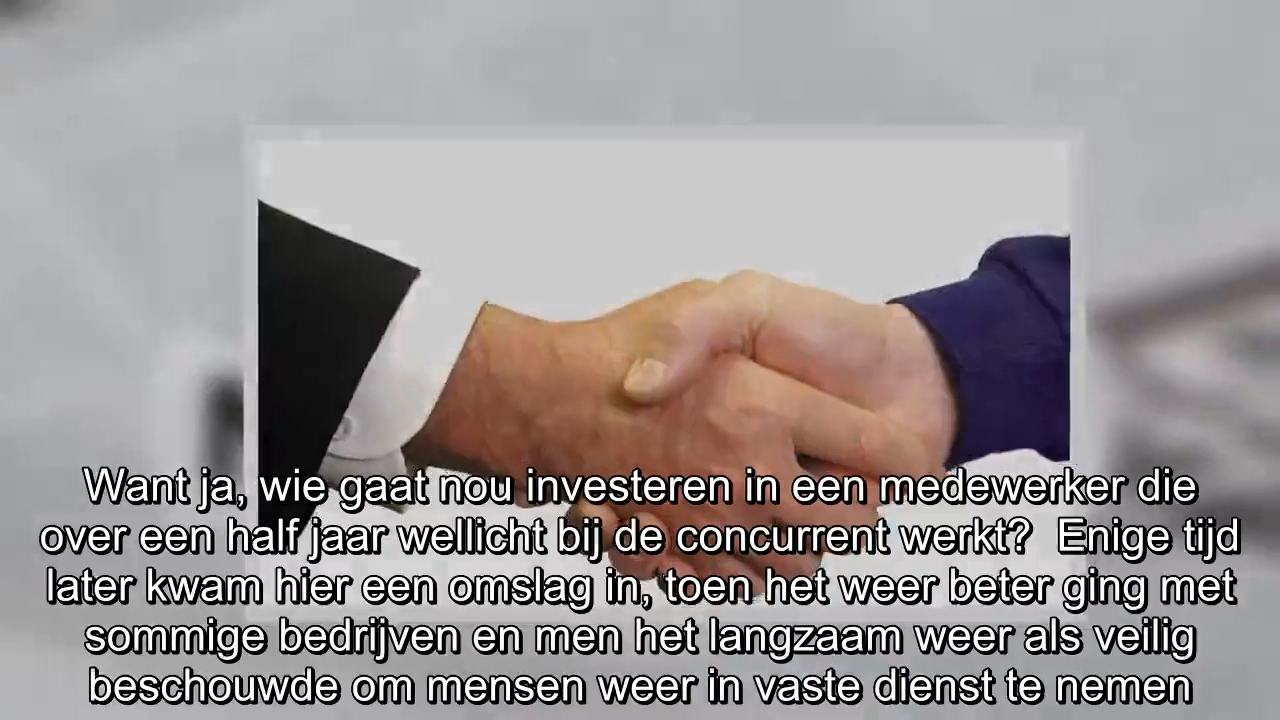 Want ja, wie gaat nou investeren in een medewerker die
over een half jaar wellicht bij de concurrent werkt?  Enige tijd
later kwam hier een omslag in, toen het weer beter ging met
sommige bedrijven en men het langzaam weer als veilig
beschouwde om mensen weer in vaste dienst te nemen